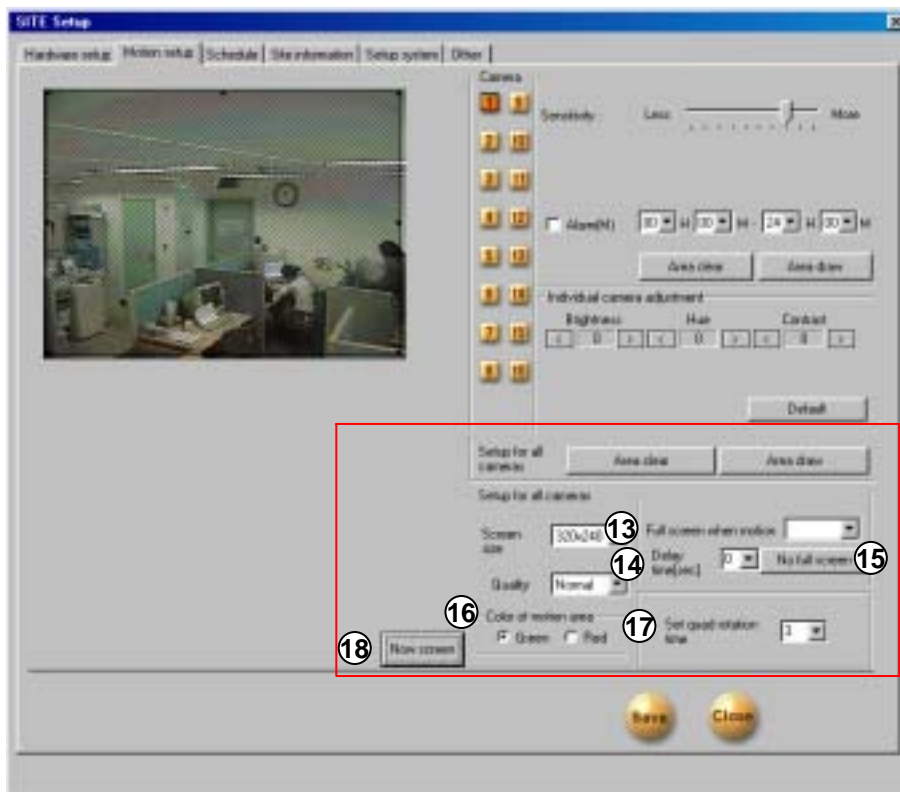 SITE Setup
Hardware setup Motion setup Schedule Site information Setup system Other
Camera
1 9
Sensitivity Less More
2 10
3 11
4 12
Alarm(M) 00 H 00 M - 24 H 00 M
5 13
Area clear Area draw
6 14
Individual camera adjustment
Brightness Hue Contrast
7 15
< 0 > < 0 > < 0 >
8 16
Default
Setup for all cameras
Area clear Area draw
Setup for all cameras
Screen size 320x240 13 Full screen when motion
14 Delay time[sec] 0 No full screen 15
Quality Normal
16 Color of motion area
Green Red
17 Set quad rotation time 3
18 Now screen
Save Close